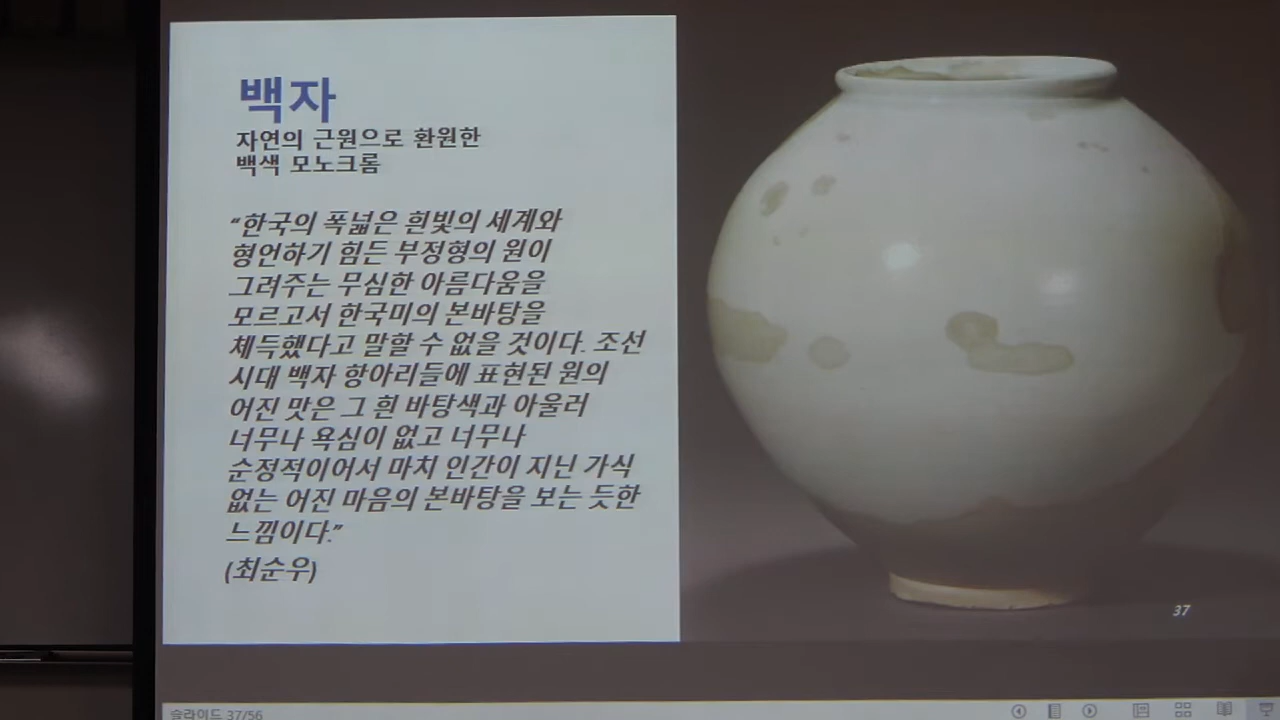 백자
자연의 근원으로 환원한
백색 모노크롬
“한국의 폭넓은 흰빛의 세계와
형언하기 힘든 부정형의 원이
그려주는 무심한 아름다움을
모르고서 한국미의 본바탕을
체득했다고 말할 수 없을 것이다. 조선
시대 백자 항아리들에 표현된 원의
어진 맛은 그 흰 바탕색과 아울러
너무나 욕심이 없고 너무나
순정적이어서 마치 인간이 지닌 가식
없는 어진 마음의 본바탕을 보는 듯한
느낌이다.”
(최순우)
37
슬라이드 37/56